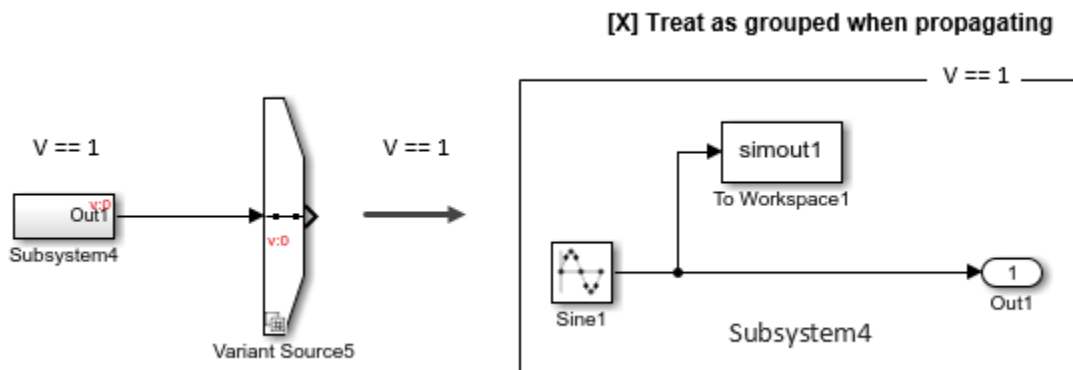 [X] Treat as grouped when propagating
V == 1
V == 1
V == 1
Out1
v:0
Subsystem4
v:0
Variant Source5
simout1
To Workspace1
Sine1
1
Out1
Subsystem4